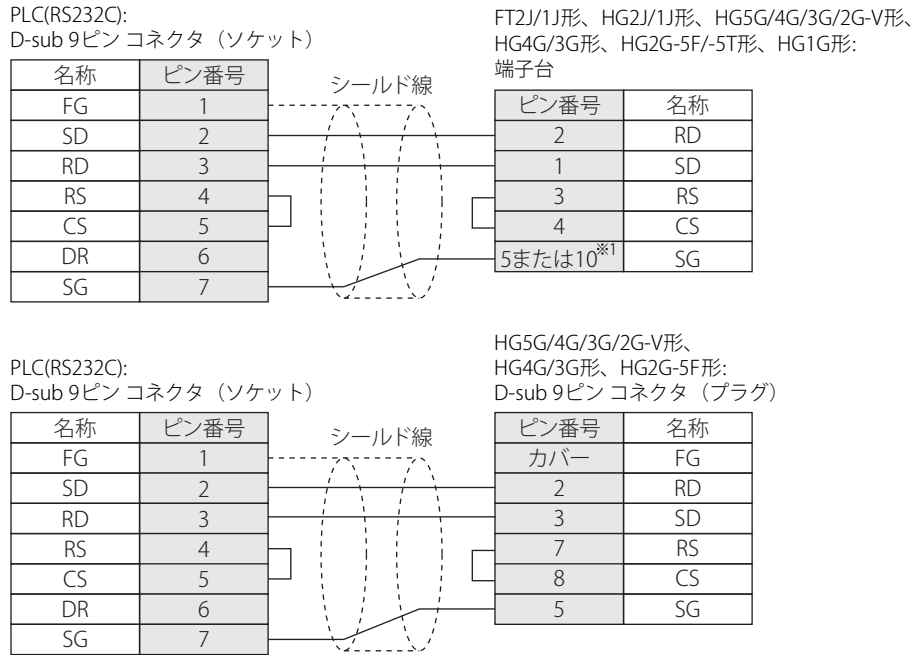 PLC(RS232C):
D-sub 9ピン コネクタ（ソケット）
名称 ピン番号
FG 1
SD 2
RD 3
RS 4
CS 5
DR 6
SG 7
シールド線
FT2J/1J形、HG2J/1J形、HG5G/4G/3G/2G-V形、
HG4G/3G形、HG2G-5F/-5T形、HG1G形:
端子台
ピン番号 名称
2 RD
1 SD
3 RS
4 CS
5または10※1 SG
PLC(RS232C):
D-sub 9ピン コネクタ（ソケット）
名称 ピン番号
FG 1
SD 2
RD 3
RS 4
CS 5
DR 6
SG 7
シールド線
HG5G/4G/3G/2G-V形、
HG4G/3G形、HG2G-5F形:
D-sub 9ピン コネクタ（プラグ）
ピン番号 名称
カバー FG
2 RD
3 SD
7 RS
8 CS
5 SG